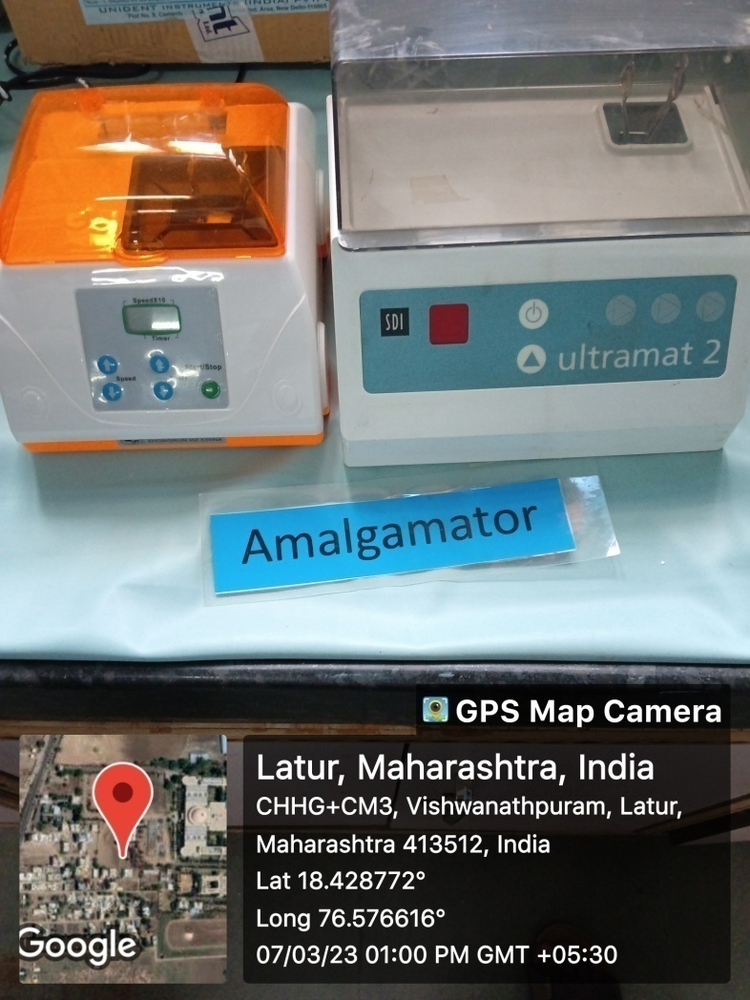 UNIDENT INSTRUMENTS (INDIA)
SpeedX10
Timer
Speed
Start/Stop
SDI
ultramat 2
Amalgamator
GPS Map Camera
Latur, Maharashtra, India
CHHG+CM3, Vishwanathpuram, Latur,
Maharashtra 413512, India
Lat 18.428772°
Long 76.576616°
07/03/23 01:00 PM GMT +05:30
Google